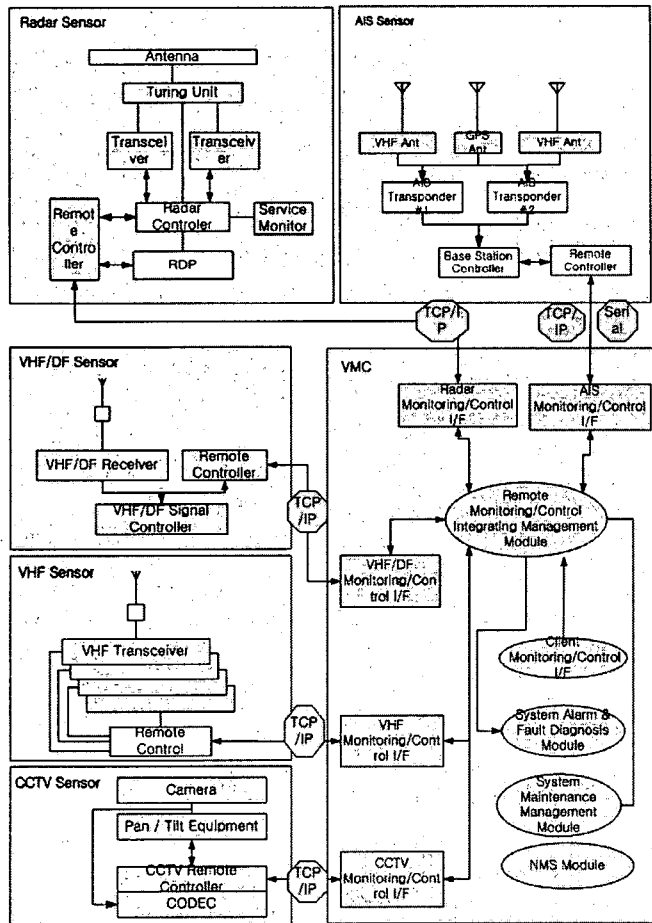 Radar Sensor
Antenna
Turing Unit
Transcei
ver
Transceiv
er
Remot
e
Contro
ller
Radar
Controler
Service
Monitor
RDP
AIS Sensor
VHF Ant
GPS
Ant
VHF Ant
AIS
Transponder
#1
AIS
Transponder
#2
Base Station
Controller
Remote
Controller
TCP/I
P
TCP/
IP
Seri
al
VHF/DF Sensor
VHF/DF Receiver
Remote
Controller
VHF/DF Signal
Controller
TCP
/IP
VHF Sensor
VHF Transceiver
Remote
Control
TCP
/IP
CCTV Sensor
Camera
Pan / Tilt Equipment
CCTV Remote
Controller
CODEC
TCP
/IP
VMC
Radar
Monitoring/Control
I/F
AIS
Monitoring/Control
I/F
Remote
Monitoring/Control
Integrating Management
Module
VHF/DF
Monitoring/Con
trol I/F
Client
Monitoring/Control
I/F
System Alarm &
Fault Diagnosis
Module
VHF
Monitoring/Con
trol I/F
System
Maintenance
Management
Module
CCTV
Monitoring/Con
trol I/F
NMS Module